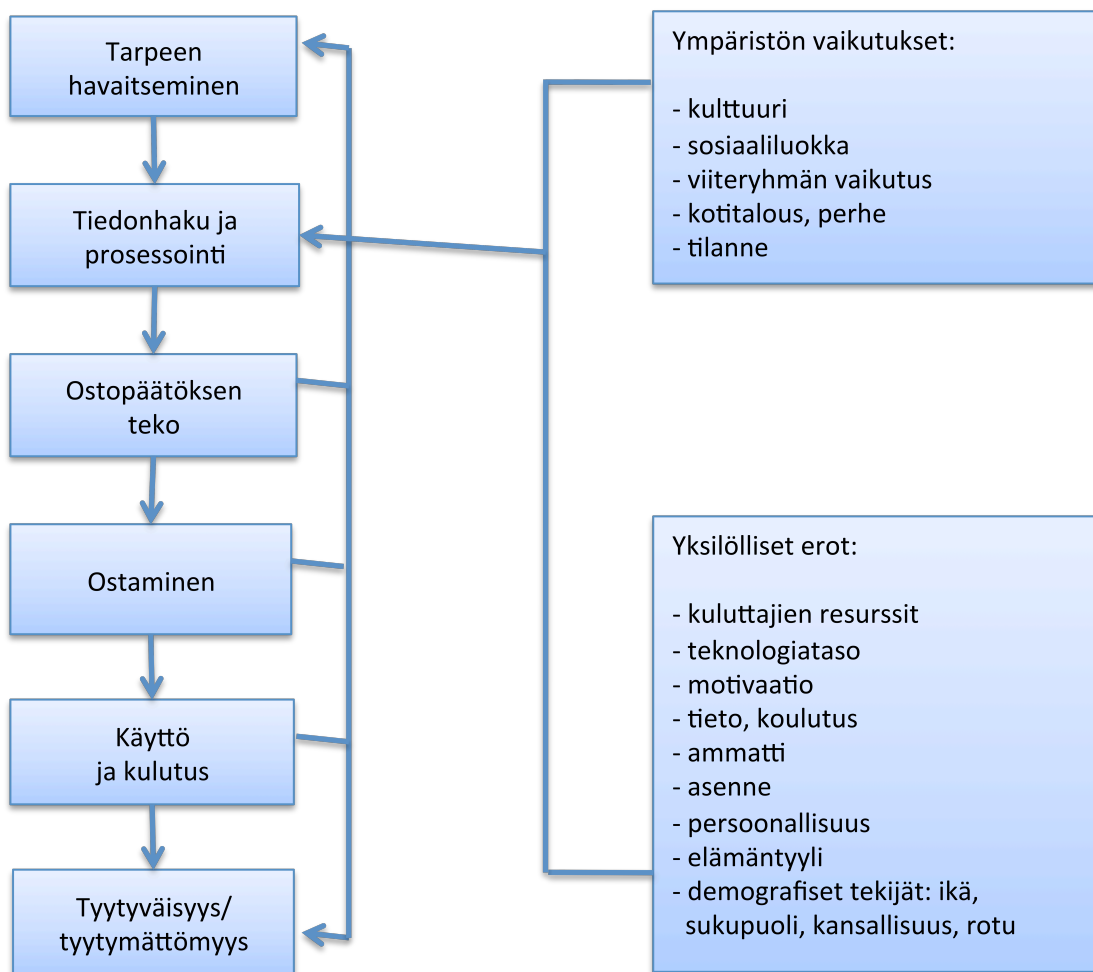 Tarpeen
havaitseminen
Tiedonhaku ja
prosessointi
Ostopäätöksen
teko
Ostaminen
Käyttö
ja kulutus
Tyytyväisyys/
tyytymättömyys
Ympäristön vaikutukset:
- kulttuuri
- sosiaaliluokka
- viiteryhmän vaikutus
- kotitalous, perhe
- tilanne
Yksilölliset erot:
- kuluttajien resurssit
- teknologiataso
- motivaatio
- tieto, koulutus
- ammatti
- asenne
- persoonallisuus
- elämäntyyli
- demografiset tekijät: ikä,
sukupuoli, kansallisuus, rotu